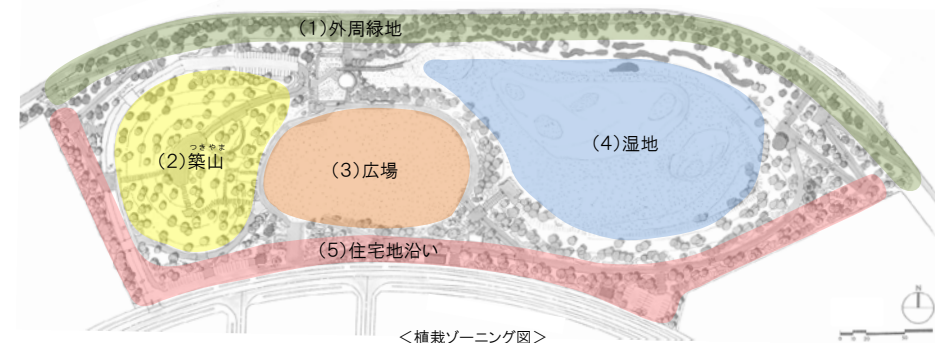 (1)外周緑地
(2)築山
つきやま
(3)広場
(4)湿地
(5)住宅地沿い
N
<植栽ゾーニング図>